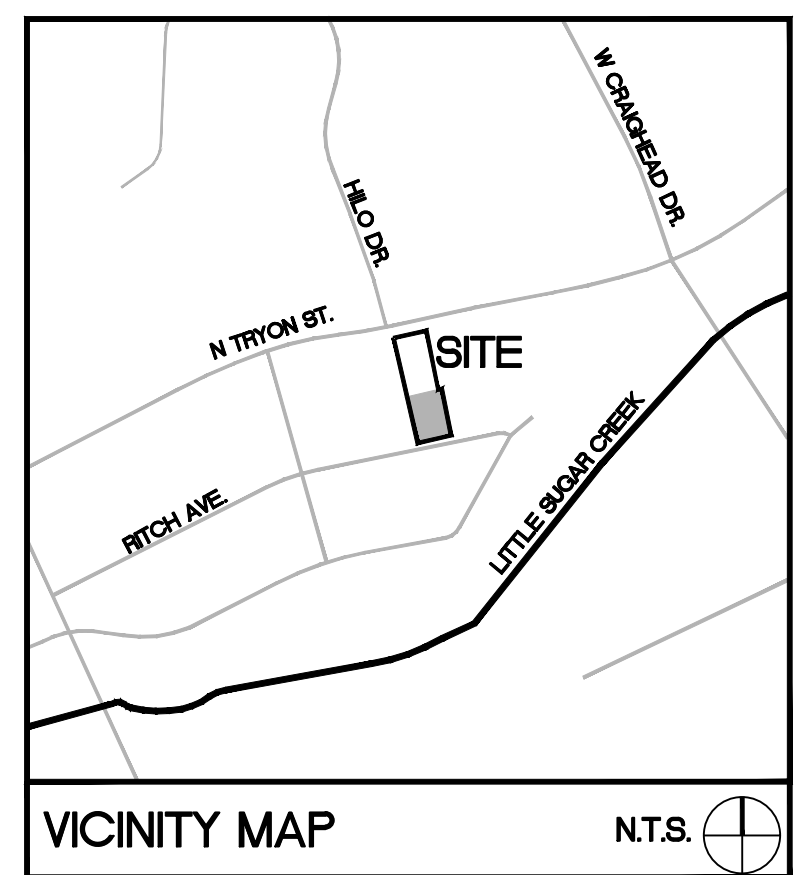 W CRAIGHEAD DR.
HILO DR.
N TRYON ST.
SITE
LITTLE SUGAR CREEK
RITCH AVE.
VICINITY MAP
N.T.S.